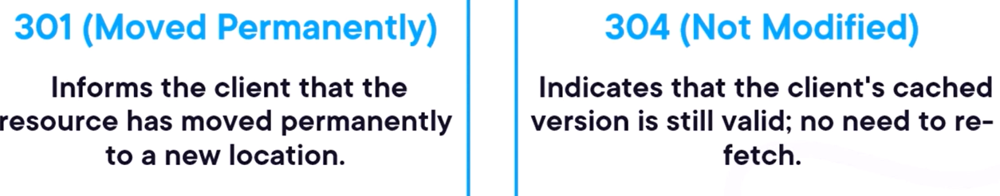 301 (Moved Permanently)
Informs the client that the
resource has moved permanently
to a new location.
304 (Not Modified)
Indicates that the client's cached
version is still valid; no need to re-
fetch.